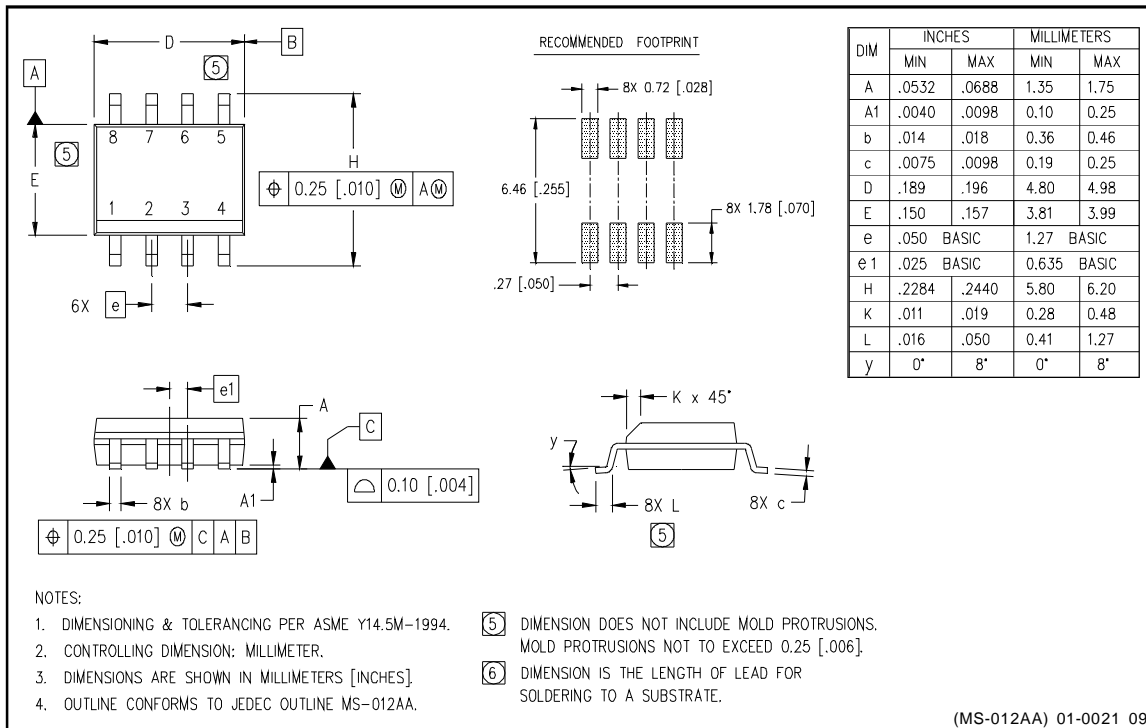 D
B
5
A
8 7 6 5
5
E
H
⌖ 0.25 [.010] Ⓜ AⓂ
1 2 3 4
6X e
RECOMMENDED FOOTPRINT
8X 0.72 [.028]
6.46 [.255]
8X 1.78 [.070]
.27 [.050]
DIM INCHES MILLIMETERS
MIN MAX MIN MAX
A .0532 .0688 1.35 1.75
A1 .0040 .0098 0.10 0.25
b .014 .018 0.36 0.46
c .0075 .0098 0.19 0.25
D .189 .196 4.80 4.98
E .150 .157 3.81 3.99
e .050 BASIC 1.27 BASIC
e1 .025 BASIC 0.635 BASIC
H .2284 .2440 5.80 6.20
K .011 .019 0.28 0.48
L .016 .050 0.41 1.27
y 0° 8° 0° 8°
e1
A
C
⌓ 0.10 [.004]
8X b
A1
⌖ 0.25 [.010] Ⓜ C A B
K x 45°
y
8X L
8X c
5
NOTES:
1. DIMENSIONING & TOLERANCING PER ASME Y14.5M-1994.
2. CONTROLLING DIMENSION: MILLIMETER.
3. DIMENSIONS ARE SHOWN IN MILLIMETERS [INCHES].
4. OUTLINE CONFORMS TO JEDEC OUTLINE MS-012AA.
5 DIMENSION DOES NOT INCLUDE MOLD PROTRUSIONS.
MOLD PROTRUSIONS NOT TO EXCEED 0.25 [.006].
6 DIMENSION IS THE LENGTH OF LEAD FOR
SOLDERING TO A SUBSTRATE.
(MS-012AA) 01-0021 09